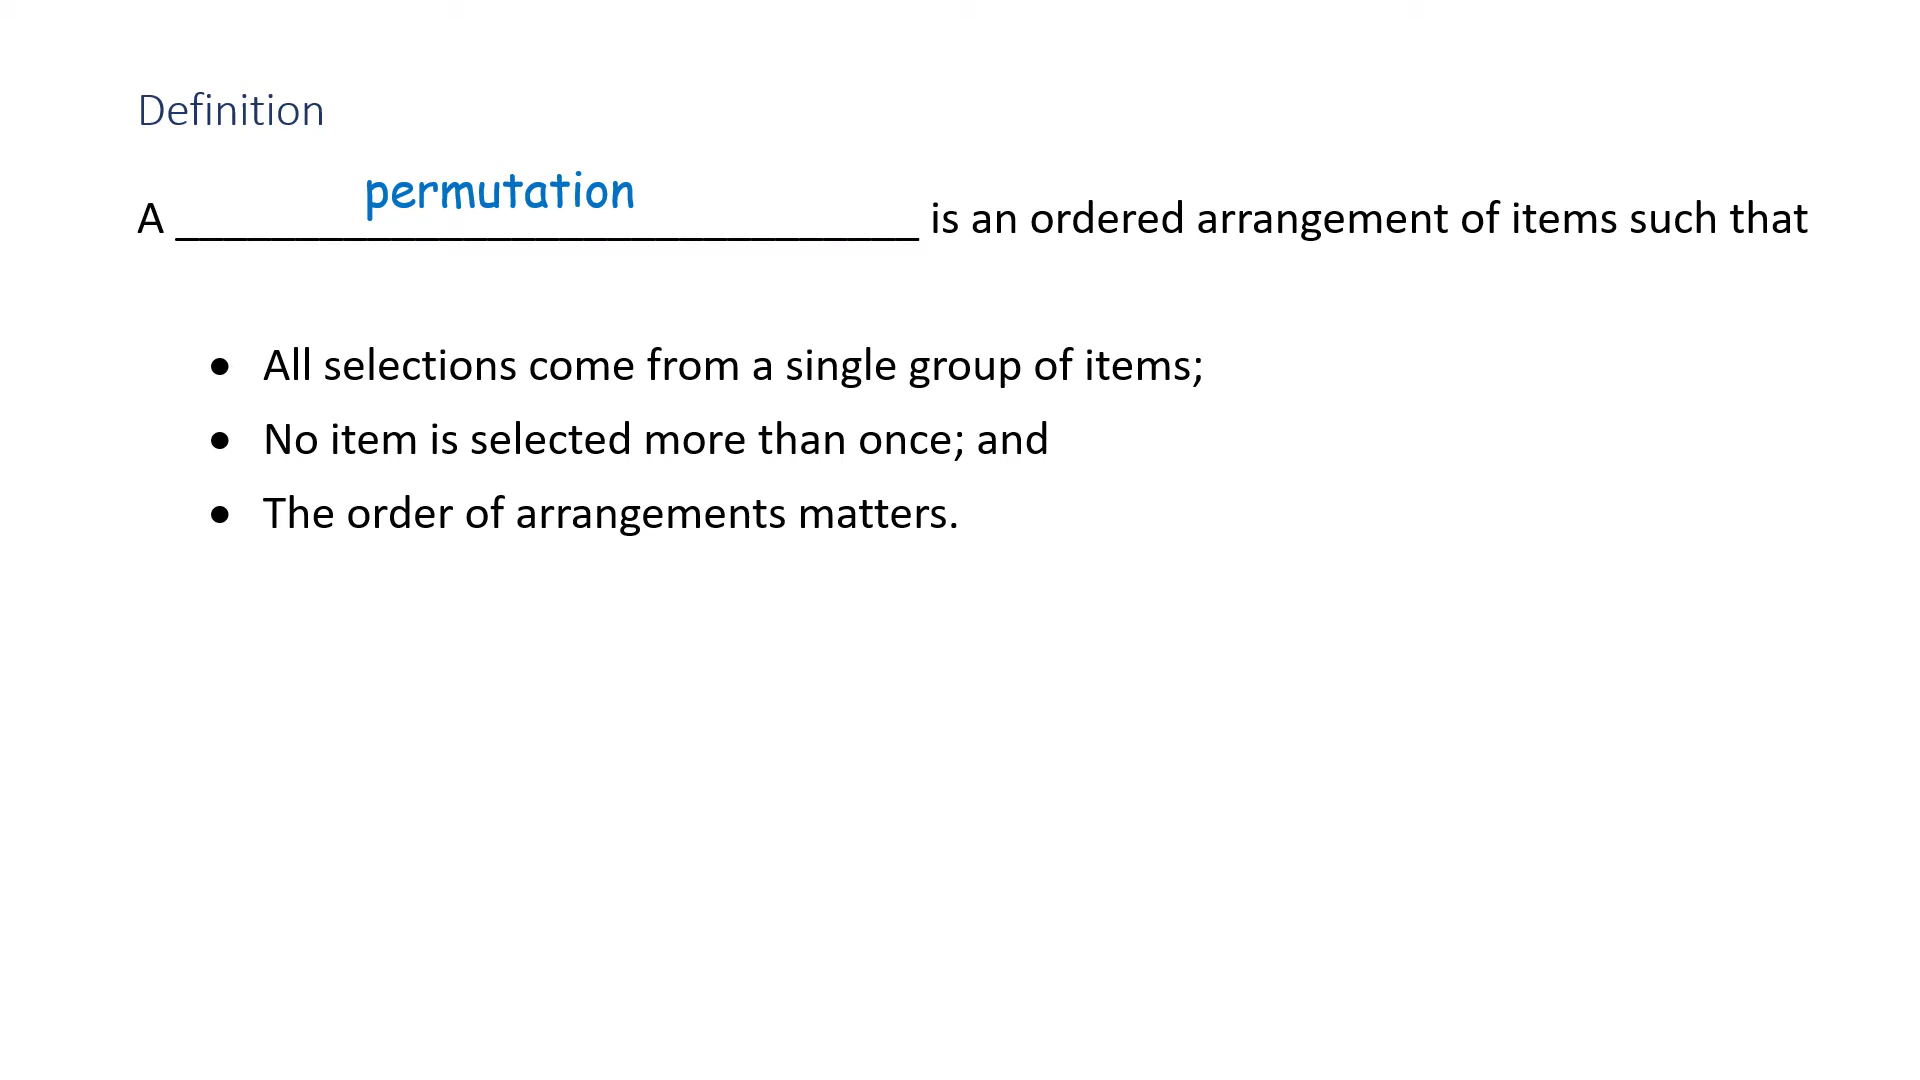 Definition
permutation
A _______________________________ is an ordered arrangement of items such that
• All selections come from a single group of items;
• No item is selected more than once; and
• The order of arrangements matters.